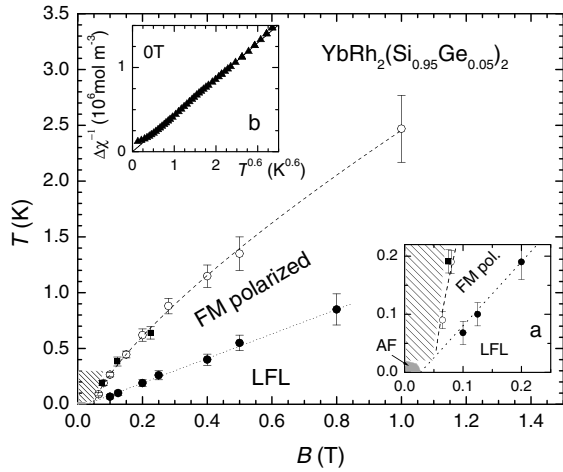 YbRh₂(Si₀.₉₅Ge₀.₀₅)₂
3.5
3.0
2.5
2.0
1.5
1.0
0.5
0.0
T (K)
0.0 0.2 0.4 0.6 0.8 1.0 1.2 1.4
B (T)
FM polarized
LFL
0T
b
Δχ⁻¹ (10⁶mol m⁻³)
1
0
0 1 2
T⁰·⁶ (K⁰·⁶)
0.2
0.1
0.0
0.0 0.1 0.2
FM pol.
a
AF
LFL